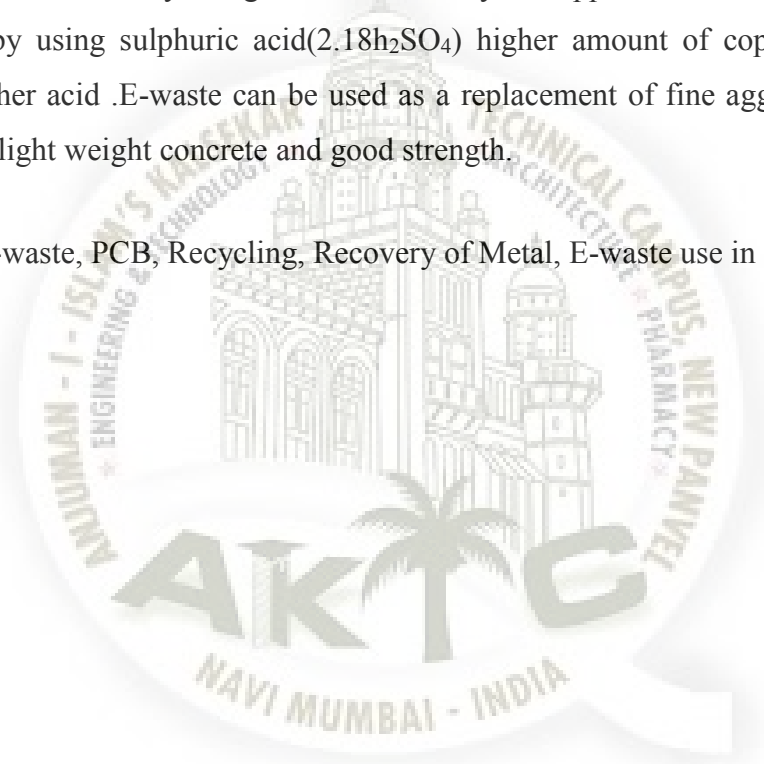 by using sulphuric acid(2.18h₂SO₄) higher amount of cop
her acid .E-waste can be used as a replacement of fine agg
light weight concrete and good strength.
-waste, PCB, Recycling, Recovery of Metal, E-waste use in
ANJUMAN - I - ISLAM'S KALSEKAR TECHNICAL CAMPUS, NEW PANVEL
ENGINEERING & TECHNOLOGY ARCHITECTURE PHARMACY
AKTC
NAVI MUMBAI - INDIA